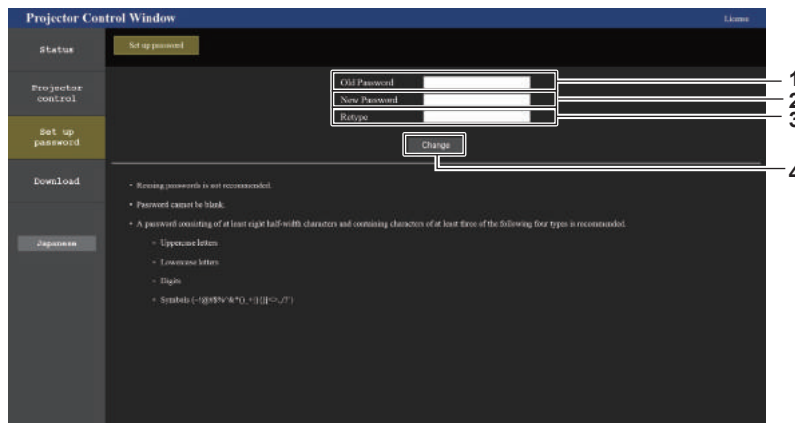 Projector Control Window
License
Status
Set up password
Projector
control
Set up
password
Download
Japanese
Old Password
New Password
Retype
Change
1
2
3
4
• Reusing passwords is not recommended.
• Password cannot be blank.
• A password consisting of at least eight half-width characters and containing characters of at least three of the following four types is recommended.
Uppercase letters
Lowercase letters
Digits
Symbols